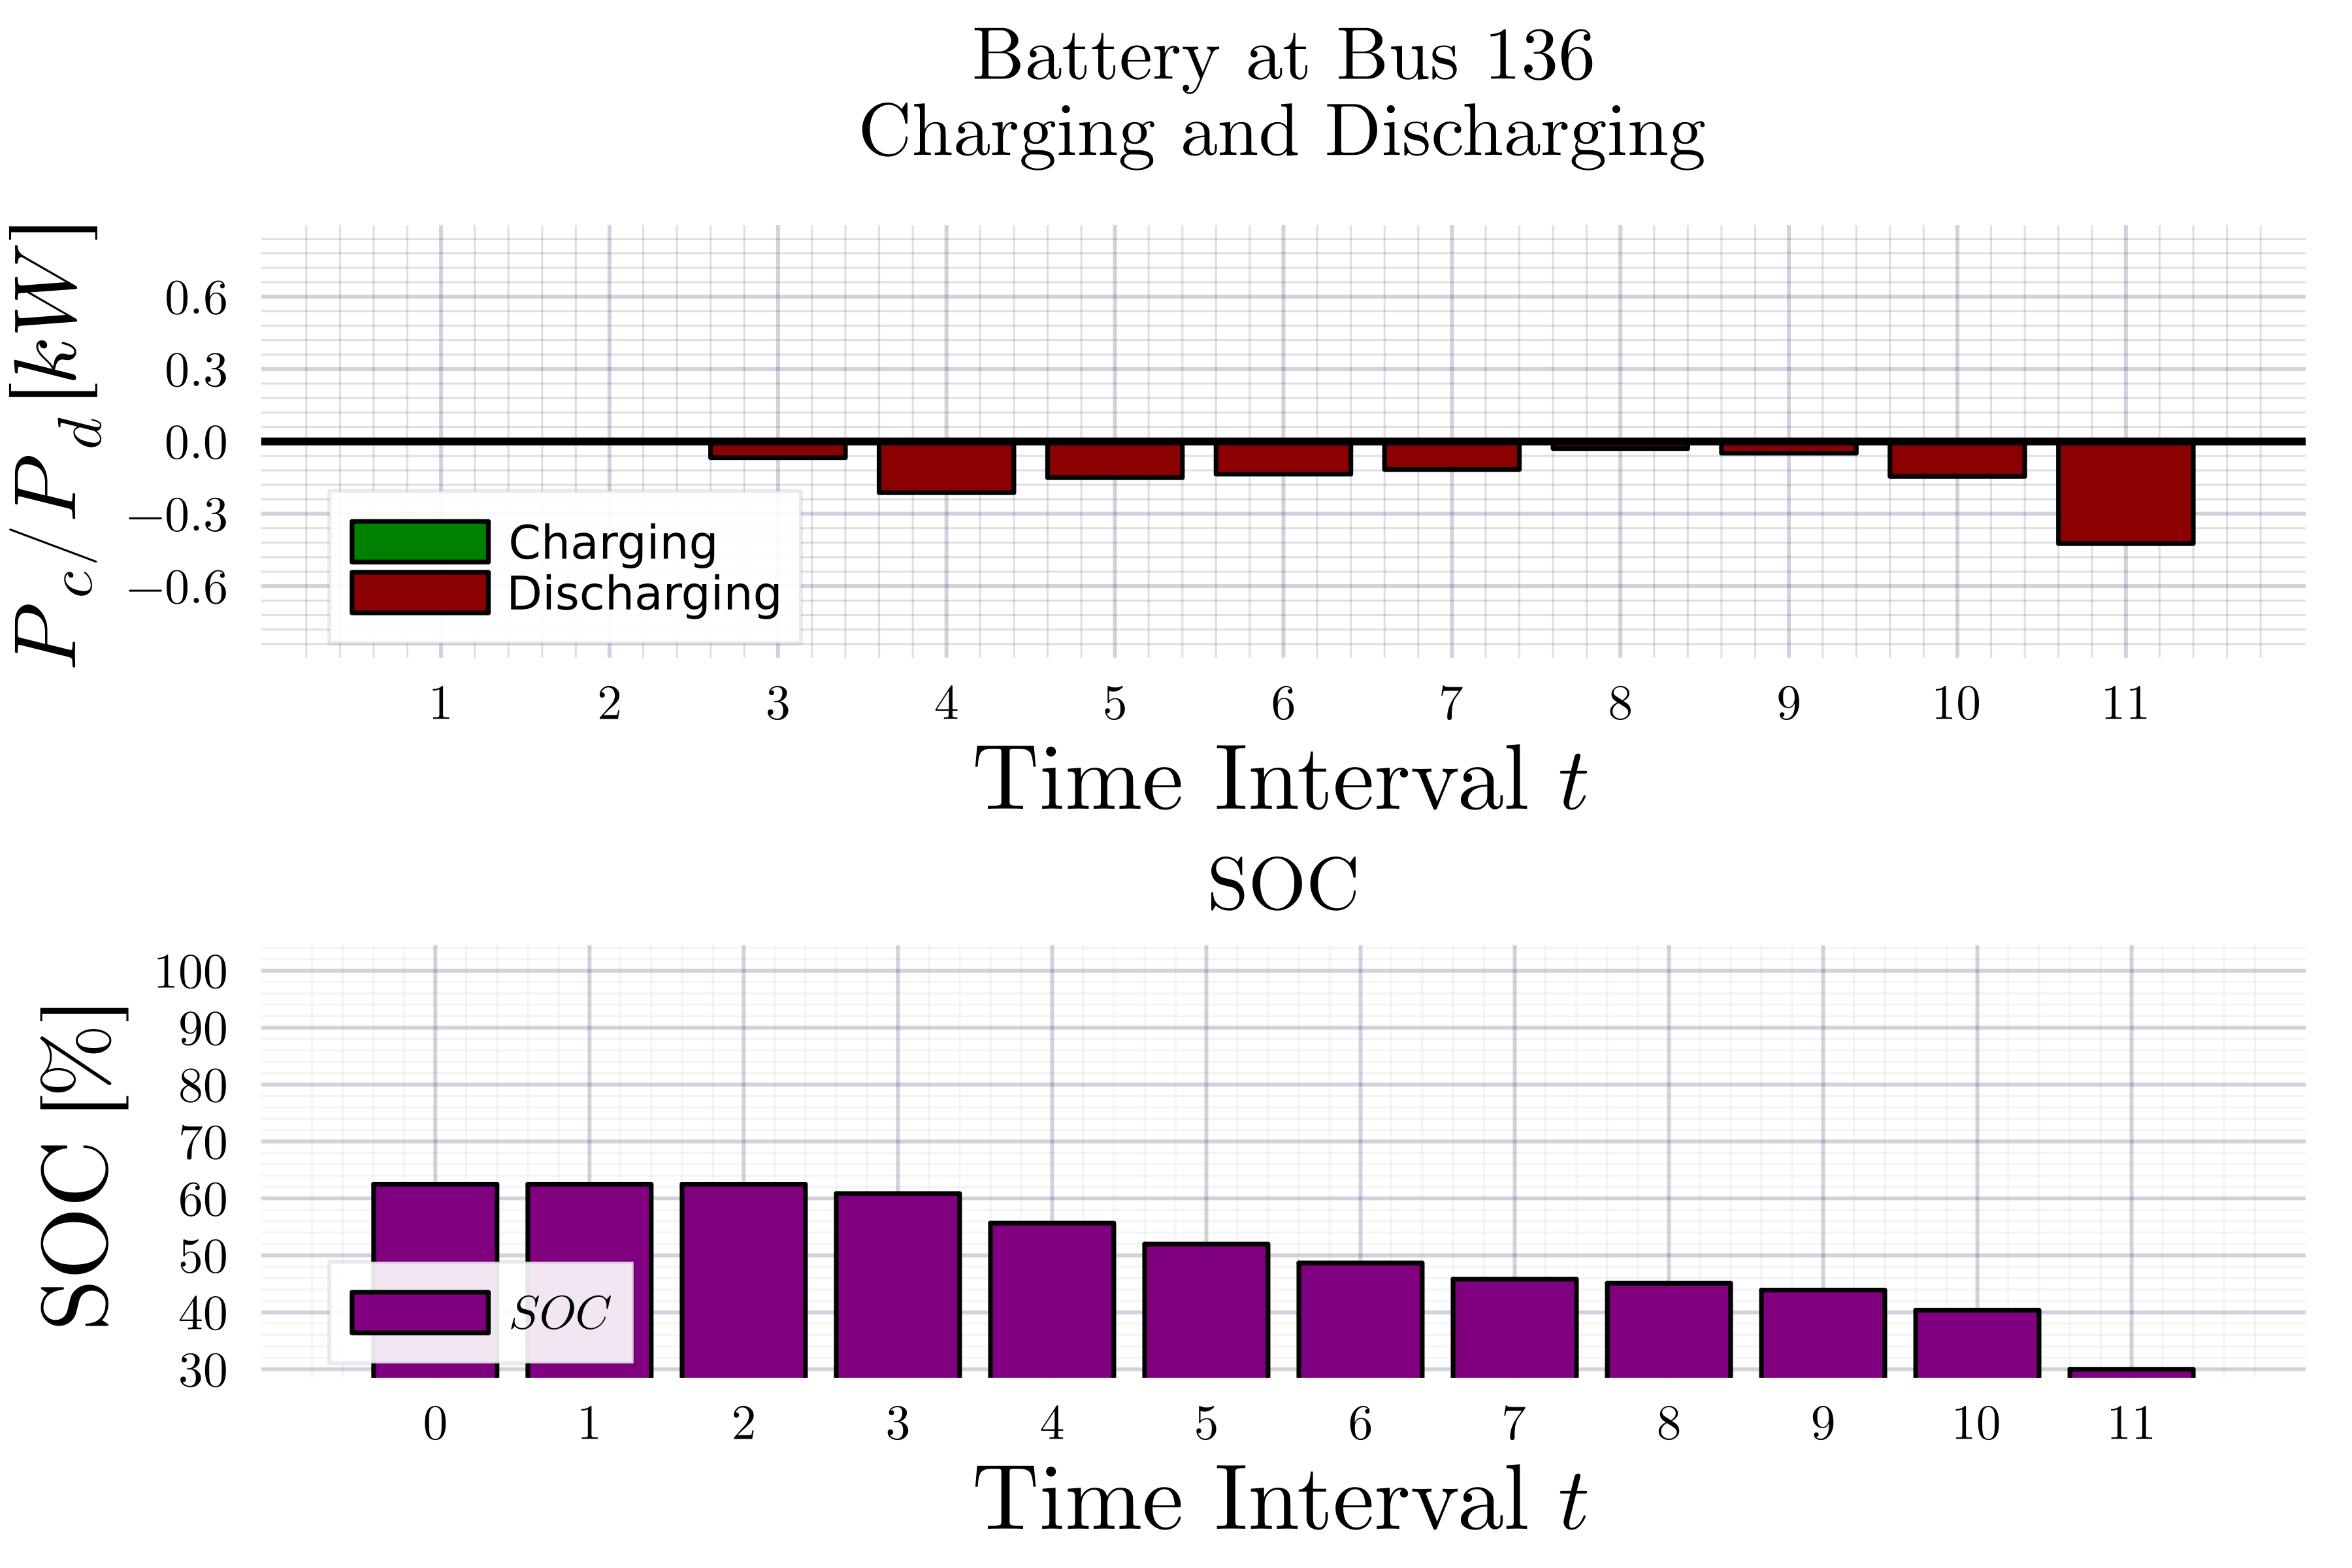 Battery at Bus 136
Charging and Discharging
P_c/P_d [kW]
0.6
0.3
0.0
−0.3
−0.6
Charging
Discharging
1 2 3 4 5 6 7 8 9 10 11
Time Interval t
SOC
SOC [%]
100
90
80
70
60
50
40
30
SOC
0 1 2 3 4 5 6 7 8 9 10 11
Time Interval t